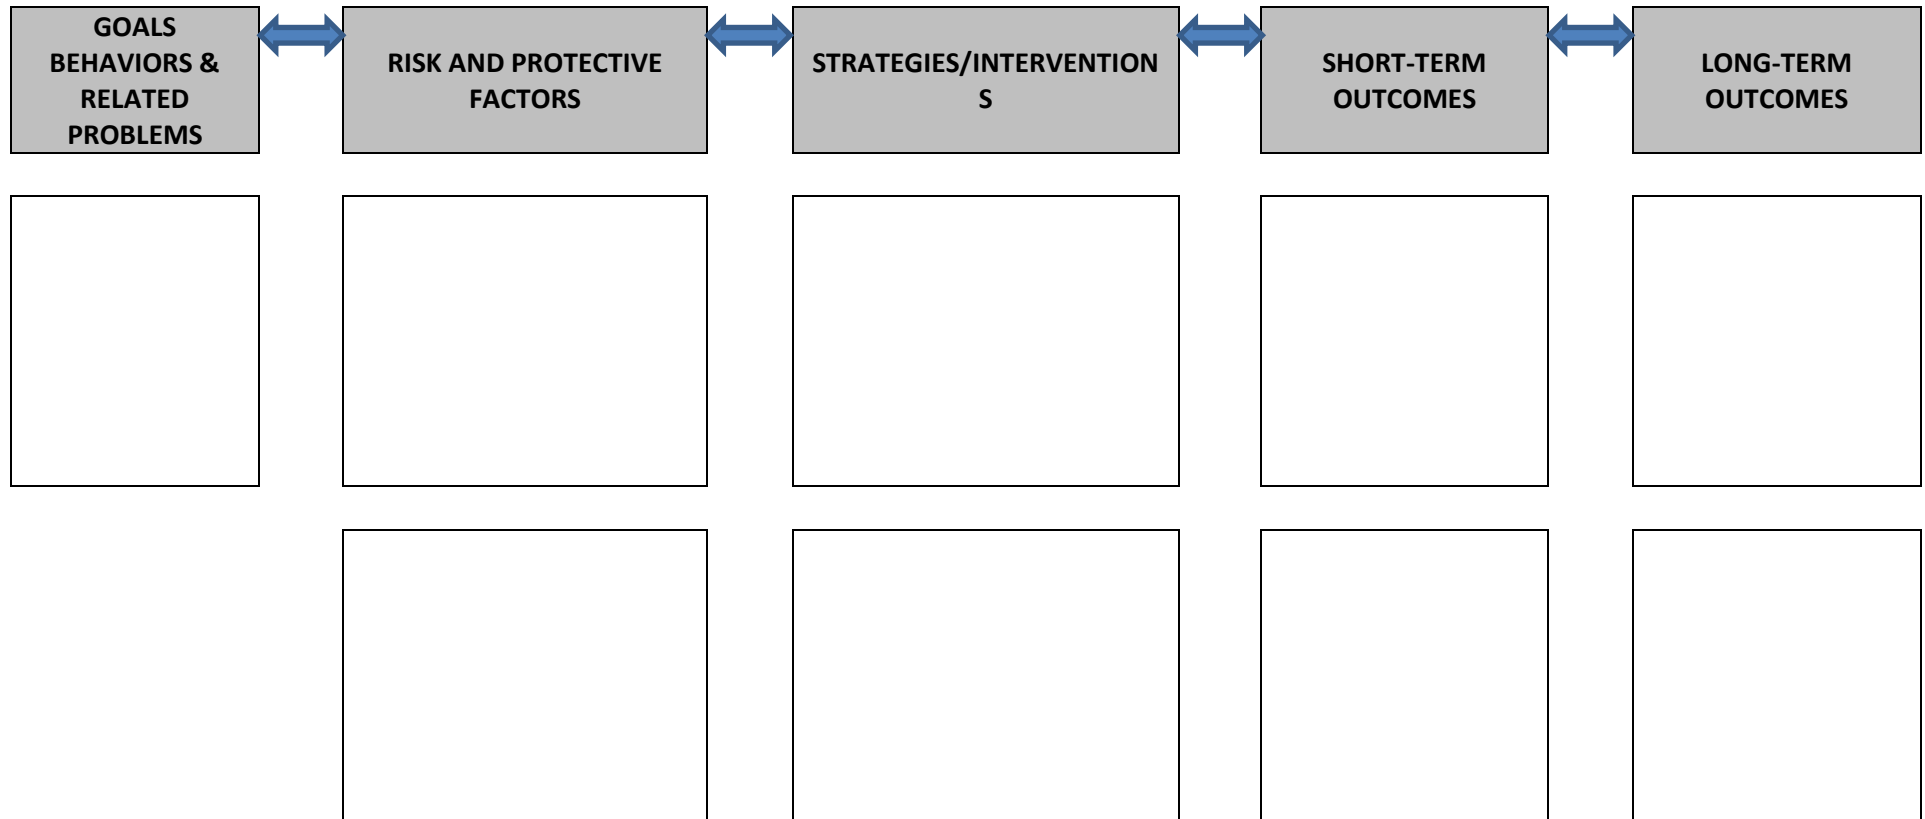 GOALS
BEHAVIORS &
RELATED
PROBLEMS
RISK AND PROTECTIVE
FACTORS
STRATEGIES/INTERVENTION
S
SHORT-TERM
OUTCOMES
LONG-TERM
OUTCOMES